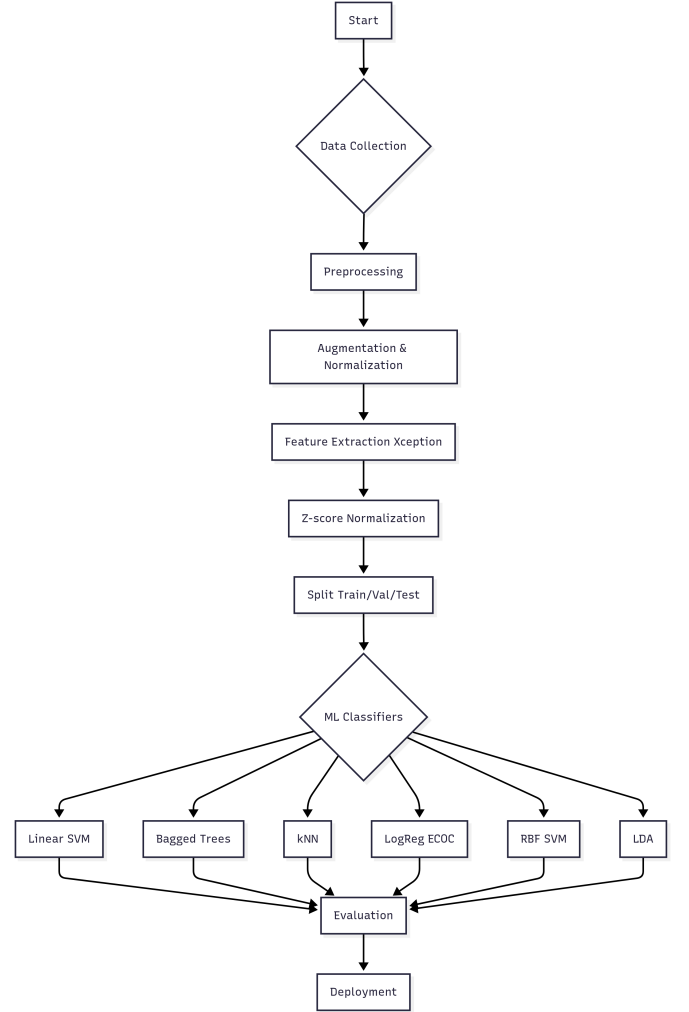 Start
Data Collection
Preprocessing
Augmentation &
Normalization
Feature Extraction Xception
Z-score Normalization
Split Train/Val/Test
ML Classifiers
Linear SVM
Bagged Trees
kNN
LogReg ECOC
RBF SVM
LDA
Evaluation
Deployment